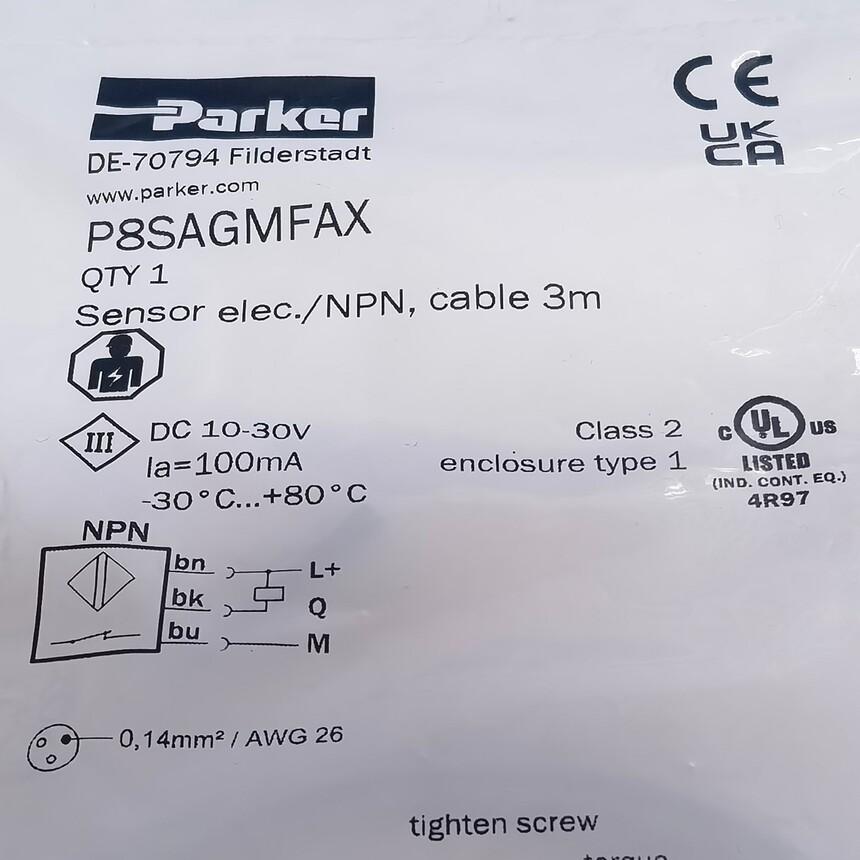 Parker
DE-70794 Filderstadt
www.parker.com
P8SAGMFAX
QTY 1
Sensor elec./NPN, cable 3m
CE
UK
CA
III
DC 10-30V
Ia=100mA
-30°C...+80°C
Class 2
enclosure type 1
C UL US
LISTED
(IND. CONT. EQ.)
4R97
NPN
bn L+
bk Q
bu M
0,14mm² / AWG 26
tighten screw
torque